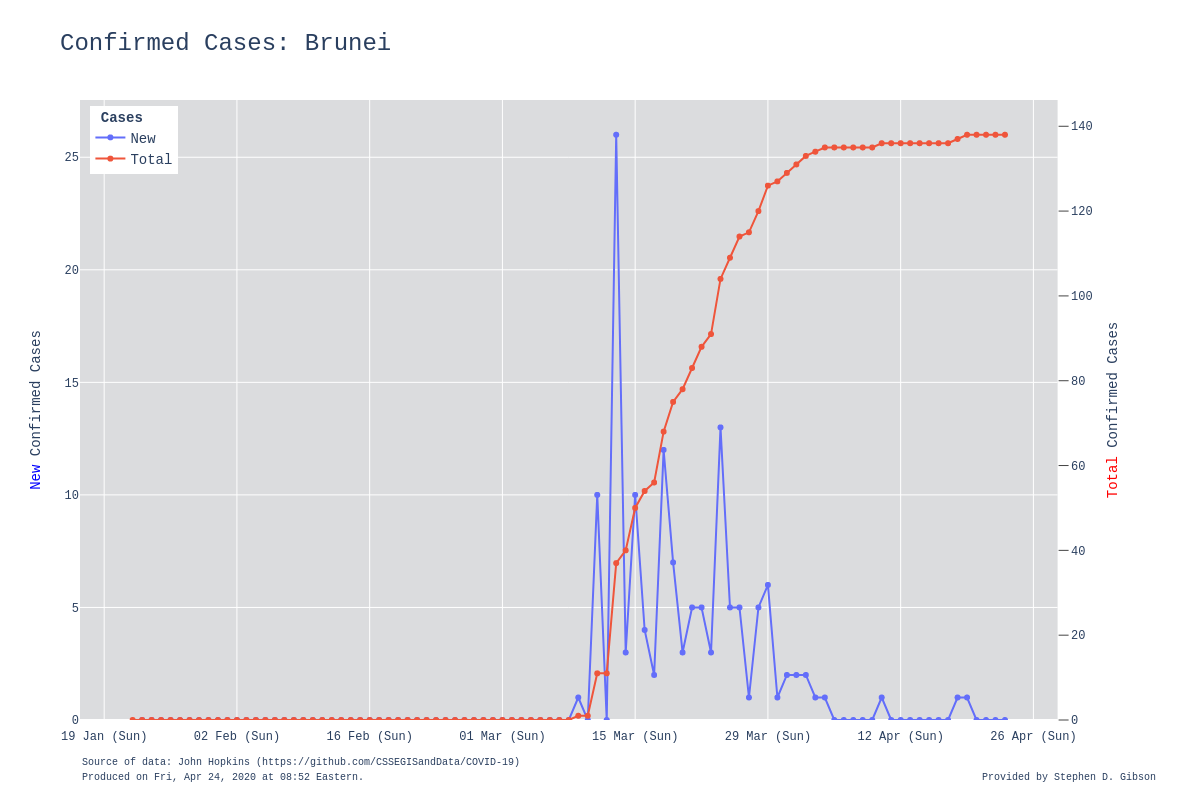 Confirmed Cases: Brunei
Cases
New
Total
25
20
15
10
5
0
140
120
100
80
60
40
20
0
New Confirmed Cases
Total Confirmed Cases
19 Jan (Sun) 02 Feb (Sun) 16 Feb (Sun) 01 Mar (Sun) 15 Mar (Sun) 29 Mar (Sun) 12 Apr (Sun) 26 Apr (Sun)
Source of data: John Hopkins (https://github.com/CSSEGISandData/COVID-19)
Produced on Fri, Apr 24, 2020 at 08:52 Eastern.
Provided by Stephen D. Gibson